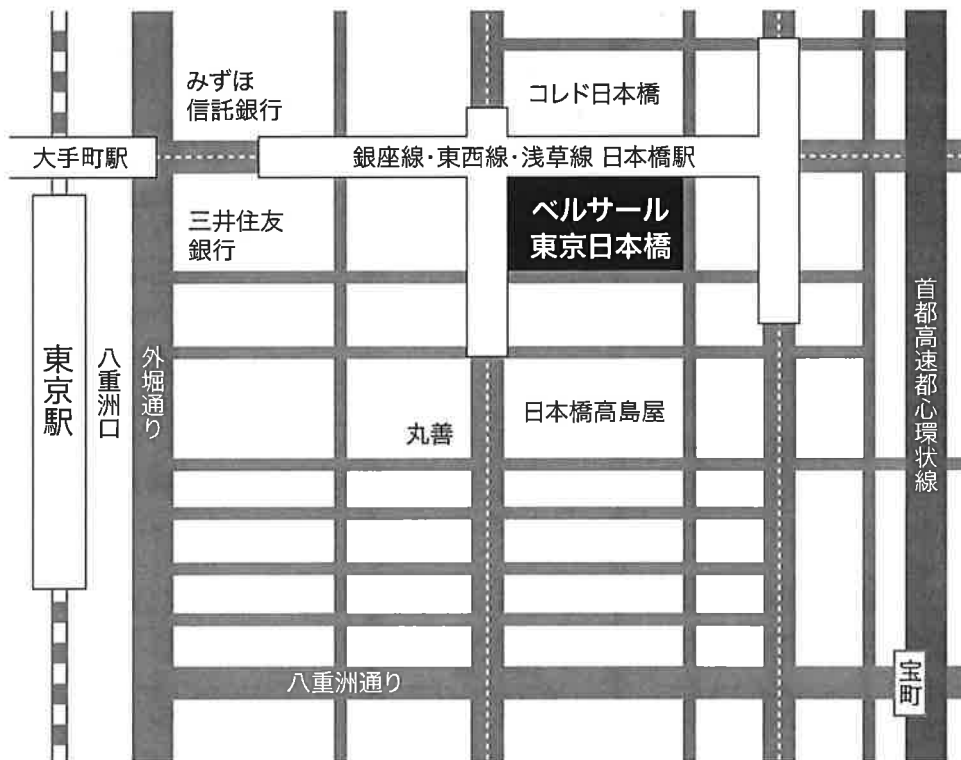 みずほ
信託銀行
コレド日本橋
大手町駅
銀座線・東西線・浅草線 日本橋駅
三井住友
銀行
ベルサール
東京日本橋
首都高速都心環状線
東京駅
八重洲口
外堀通り
日本橋高島屋
丸善
八重洲通り
宝町